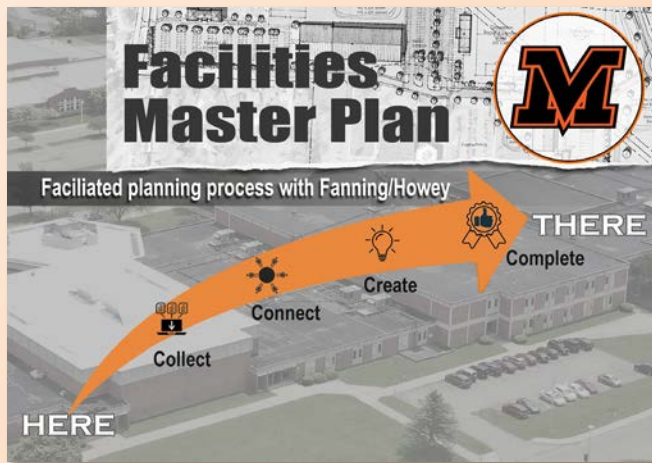 Facilities
Master Plan
M
Faciliated planning process with Fanning/Howey
THERE
Complete
Create
Connect
Collect
HERE